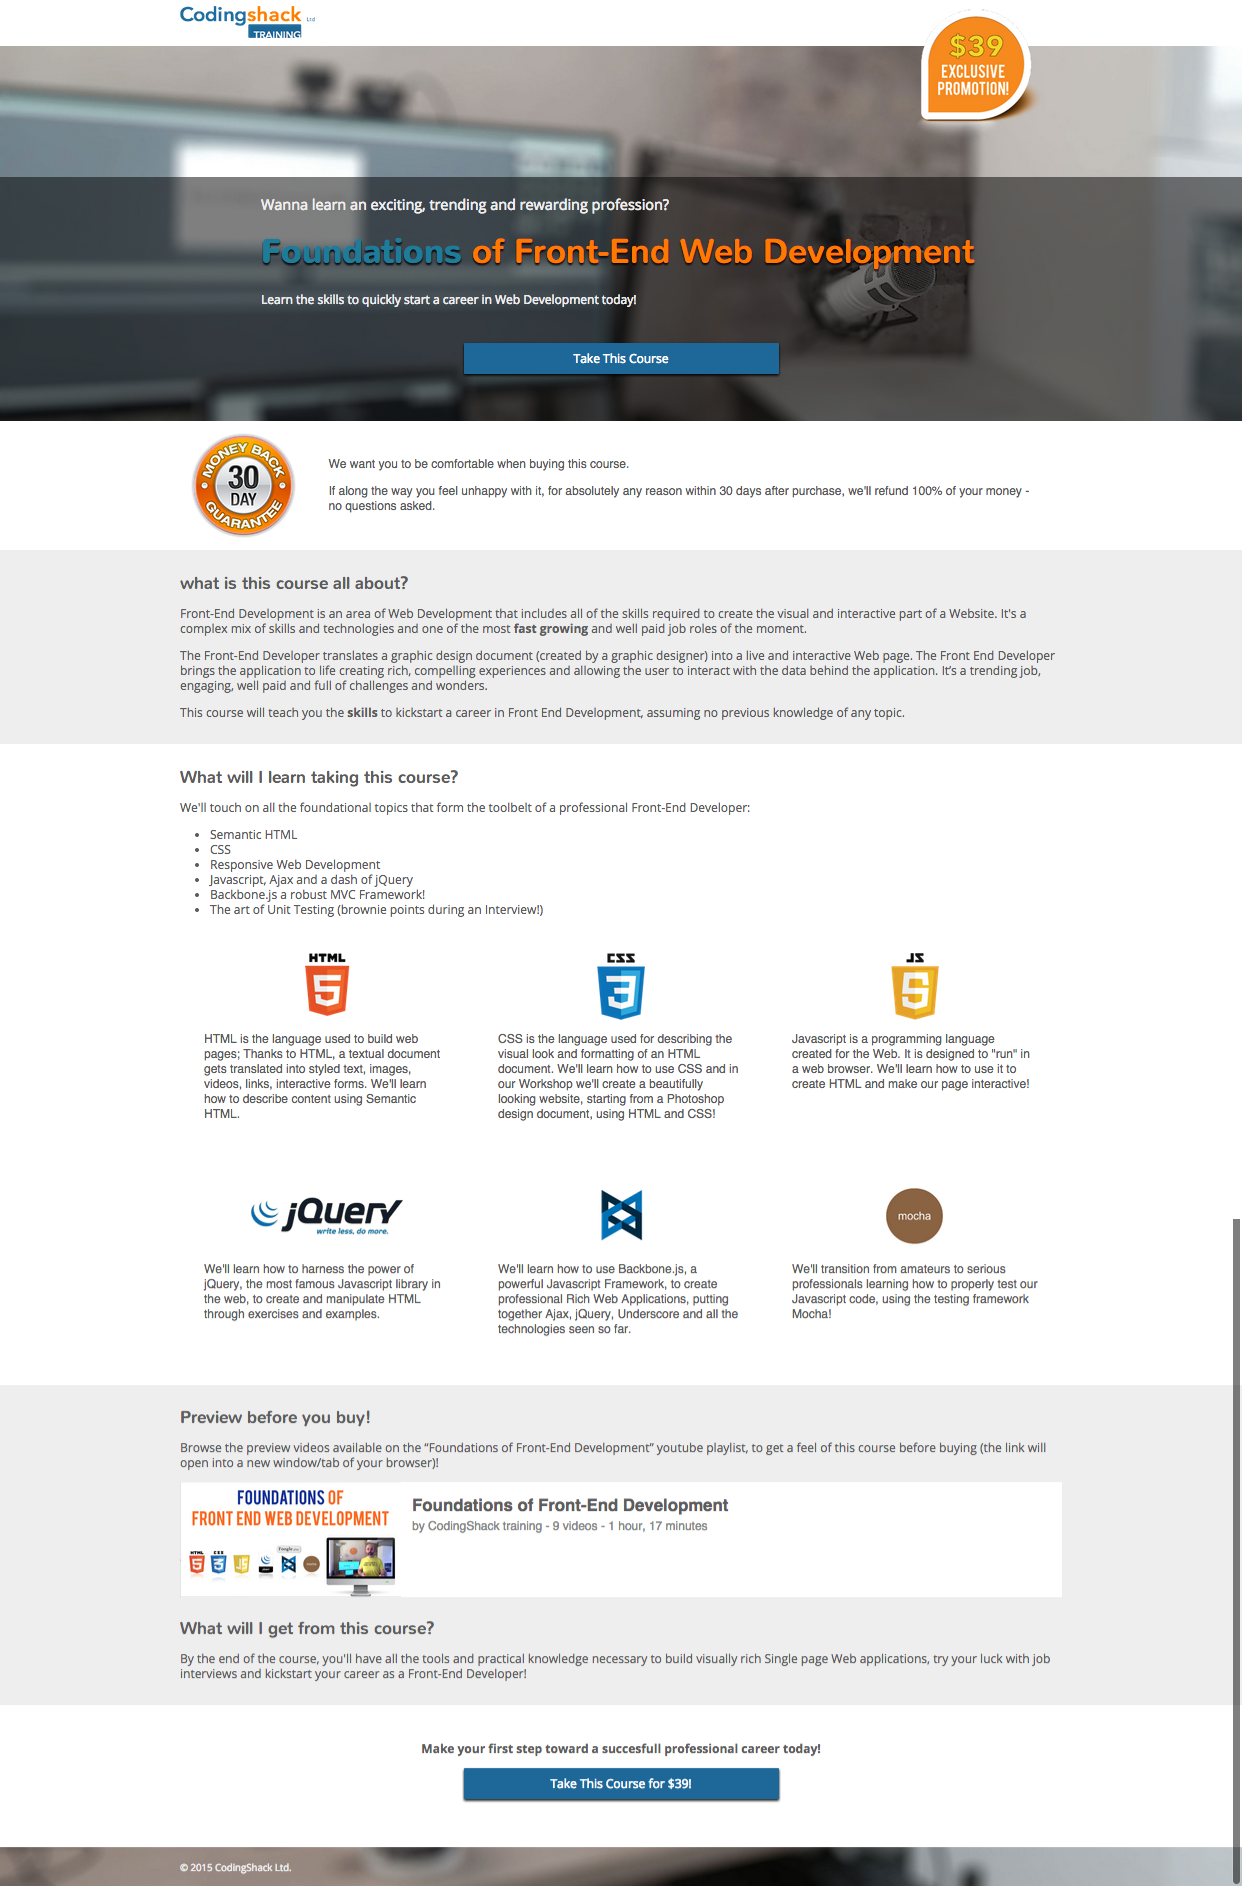 Codingshack Ltd
TRAINING
$39
EXCLUSIVE
PROMOTION!
Wanna learn an exciting, trending and rewarding profession?
Foundations of Front-End Web Development
Learn the skills to quickly start a career in Web Development today!
Take This Course
MONEY BACK
30
DAY
GUARANTEE
We want you to be comfortable when buying this course.
If along the way you feel unhappy with it, for absolutely any reason within 30 days after purchase, we'll refund 100% of your money -
no questions asked.
what is this course all about?
Front-End Development is an area of Web Development that includes all of the skills required to create the visual and interactive part of a Website. It's a
complex mix of skills and technologies and one of the most fast growing and well paid job roles of the moment.
The Front-End Developer translates a graphic design document (created by a graphic designer) into a live and interactive Web page. The Front End Developer
brings the application to life creating rich, compelling experiences and allowing the user to interact with the data behind the application. It's a trending job,
engaging, well paid and full of challenges and wonders.
This course will teach you the skills to kickstart a career in Front End Development, assuming no previous knowledge of any topic.
What will I learn taking this course?
We'll touch on all the foundational topics that form the toolbelt of a professional Front-End Developer:
• Semantic HTML
• CSS
• Responsive Web Development
• Javascript, Ajax and a dash of jQuery
• Backbone.js a robust MVC Framework!
• The art of Unit Testing (brownie points during an Interview!)
HTML
5
HTML is the language used to build web
pages; Thanks to HTML, a textual document
gets translated into styled text, images,
videos, links, interactive forms. We'll learn
how to describe content using Semantic
HTML.
CSS
3
CSS is the language used for describing the
visual look and formatting of an HTML
document. We'll learn how to use CSS and in
our Workshop we'll create a beautifully
looking website, starting from a Photoshop
design document, using HTML and CSS!
JS
5
Javascript is a programming language
created for the Web. It is designed to "run" in
a web browser. We'll learn how to use it to
create HTML and make our page interactive!
jQuery
write less, do more.
We'll learn how to harness the power of
jQuery, the most famous Javascript library in
the web, to create and manipulate HTML
through exercises and examples.
We'll learn how to use Backbone.js, a
powerful Javascript Framework, to create
professional Rich Web Applications, putting
together Ajax, jQuery, Underscore and all the
technologies seen so far.
mocha
We'll transition from amateurs to serious
professionals learning how to properly test our
Javascript code, using the testing framework
Mocha!
Preview before you buy!
Browse the preview videos available on the “Foundations of Front-End Development” youtube playlist, to get a feel of this course before buying (the link will
open into a new window/tab of your browser)!
FOUNDATIONS OF
FRONT END WEB DEVELOPMENT
HTML
5
CSS
3
5
Foundations of Front-End Development
by CodingShack training - 9 videos - 1 hour, 17 minutes
What will I get from this course?
By the end of the course, you'll have all the tools and practical knowledge necessary to build visually rich Single page Web applications, try your luck with job
interviews and kickstart your career as a Front-End Developer!
Make your first step toward a succesfull professional career today!
Take This Course for $39!
© 2015 CodingShack Ltd.